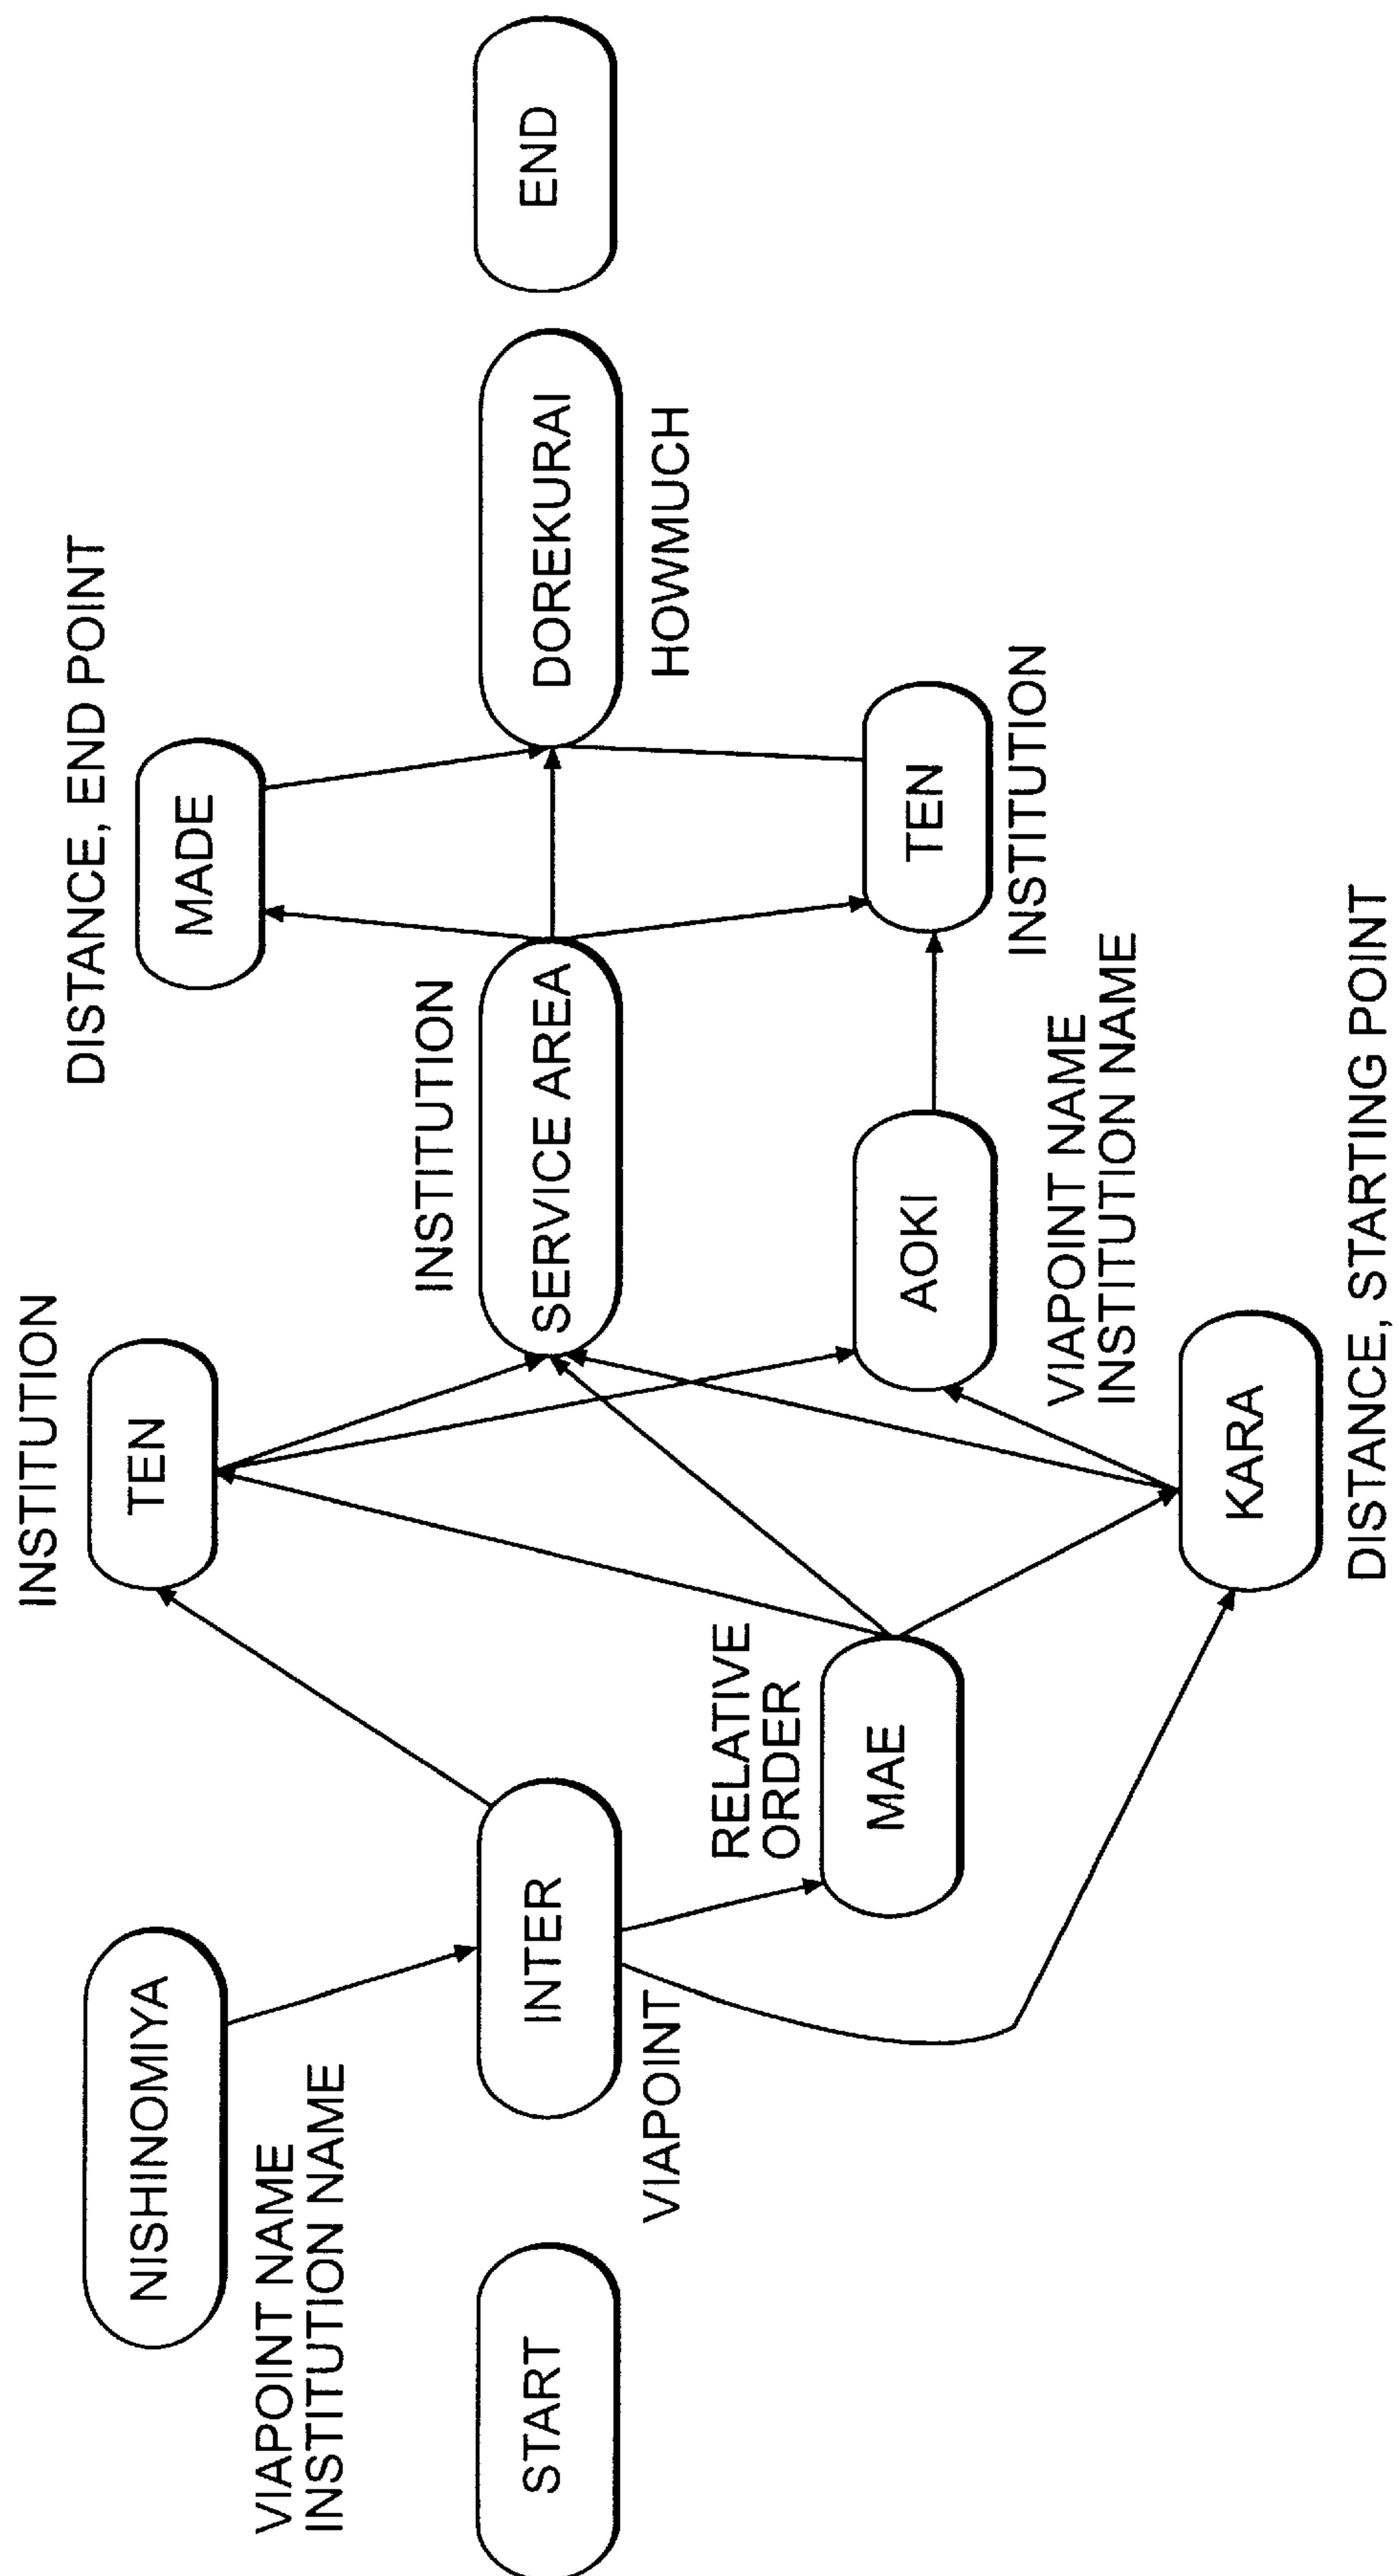 INSTITUTION
TEN
DISTANCE, END POINT
MADE
NISHINOMIYA
VIAPOINT NAME
INSTITUTION NAME
INSTITUTION
START
INTER
SERVICE AREA
DOREKURAI
END
VIAPOINT
HOWMUCH
RELATIVE
ORDER
MAE
AOKI
TEN
INSTITUTION
VIAPOINT NAME
INSTITUTION NAME
KARA
DISTANCE, STARTING POINT